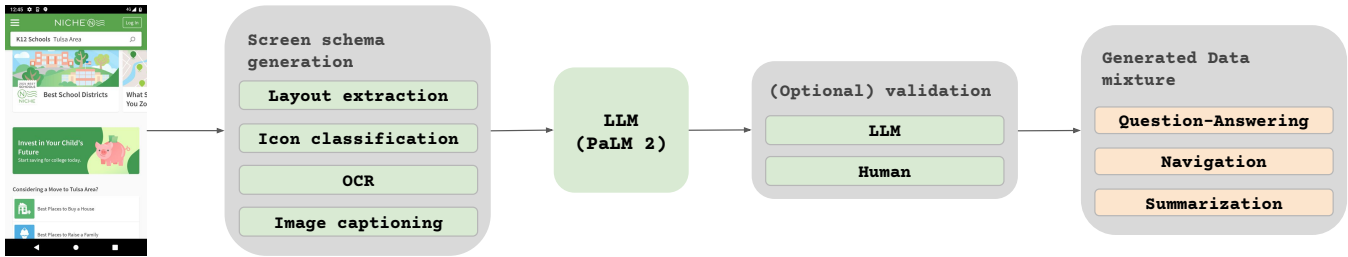 12:45
4G
NICHE
Log In
K12 Schools Tulsa Area
NICHE
Best School Districts
What S
You Zo
Invest in Your Child's
Future
Start saving for college today.
Considering a Move to Tulsa Area?
Best Places to Buy a House
Best Places to Raise a Family
Screen schema
generation
Layout extraction
Icon classification
OCR
Image captioning
LLM
(PaLM 2)
(Optional) validation
LLM
Human
Generated Data
mixture
Question-Answering
Navigation
Summarization